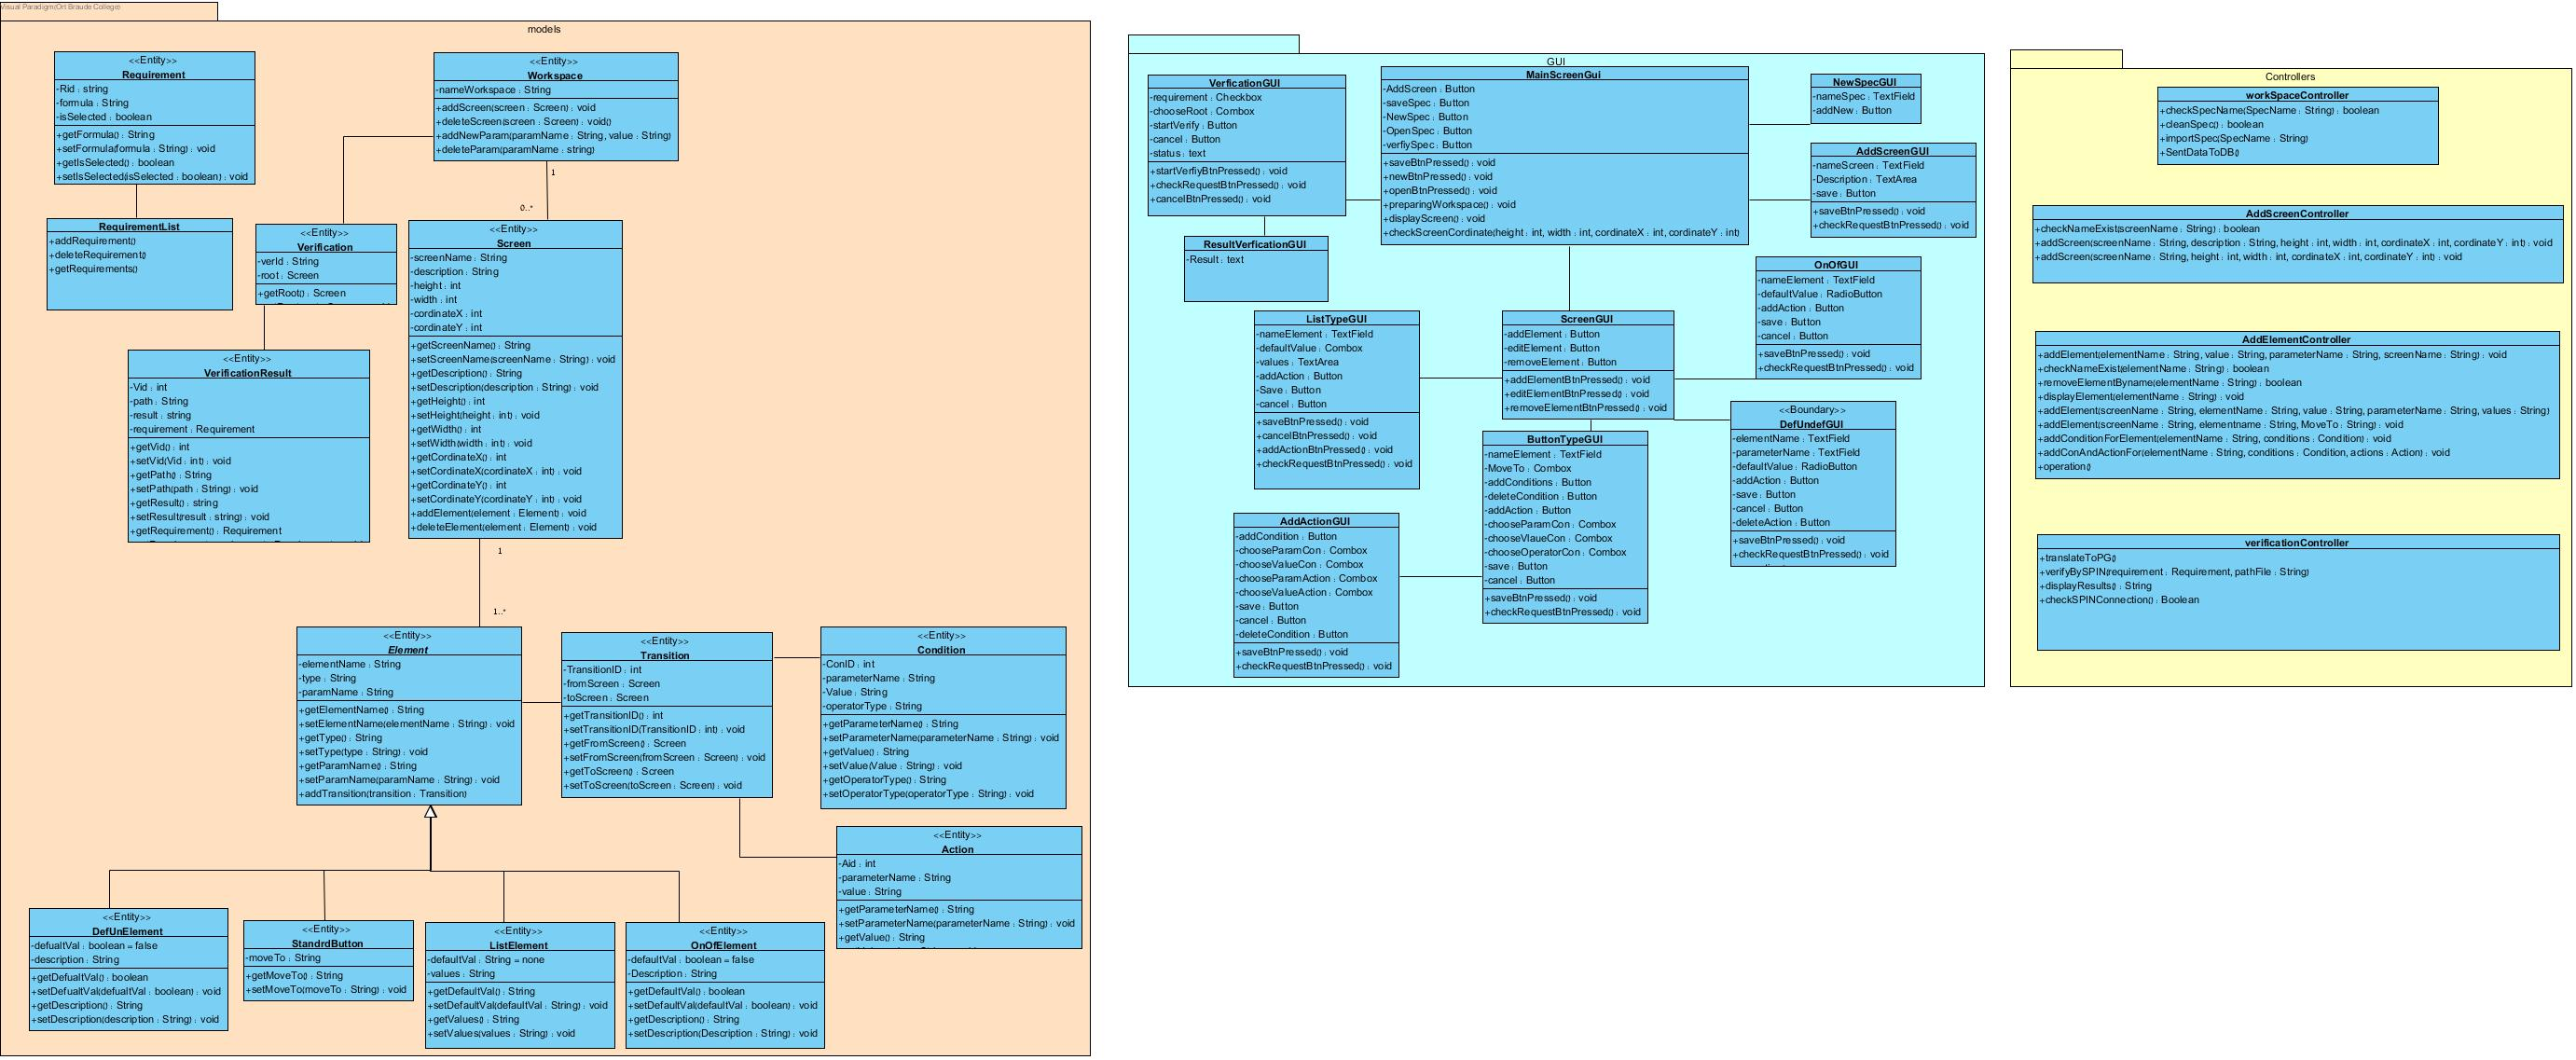 Visual Paradigm(Ort Braude College)
models
<<Entity>>
Requirement
-Rid : string
-formula : String
-isSelected : boolean
+getFormula() : String
+setFormula(formula : String) : void
+getIsSelected() : boolean
+setIsSelected(isSelected : boolean) : void
<<Entity>>
Workspace
-nameWorkspace : String
+addScreen(screen : Screen) : void
+deleteScreen(screen : Screen) : void()
+addNewParam(paramName : String, value : String)
+deleteParam(paramName : string)
1
0..*
RequirementList
+addRequirement()
+deleteRequirement()
+getRequirements()
<<Entity>>
Verification
-verId : String
-root : Screen
+getRoot() : Screen
<<Entity>>
Screen
-screenName : String
-description : String
-height : int
-width : int
-cordinateX : int
-cordinateY : int
+getScreenName() : String
+setScreenName(screenName : String) : void
+getDescription() : String
+setDescription(description : String) : void
+getHeight() : int
+setHeight(height : int) : void
+getWidth() : int
+setWidth(width : int) : void
+getCordinateX() : int
+setCordinateX(cordinateX : int) : void
+getCordinateY() : int
+setCordinateY(cordinateY : int) : void
+addElement(element : Element) : void
+deleteElement(element : Element) : void
<<Entity>>
VerificationResult
-Vid : int
-path : String
-result : string
-requirement : Requirement
+getVid() : int
+setVid(Vid : int) : void
+getPath() : String
+setPath(path : String) : void
+getResult() : string
+setResult(result : string) : void
+getRequirement() : Requirement
1
1..*
<<Entity>>
Element
-elementName : String
-type : String
-paramName : String
+getElementName() : String
+setElementName(elementName : String) : void
+getType() : String
+setType(type : String) : void
+getParamName() : String
+setParamName(paramName : String) : void
+addTransition(transition : Transition)
<<Entity>>
Transition
-TransitionID : int
-fromScreen : Screen
-toScreen : Screen
+getTransitionID() : int
+setTransitionID(TransitionID : int) : void
+getFromScreen() : Screen
+setFromScreen(fromScreen : Screen) : void
+getToScreen() : Screen
+setToScreen(toScreen : Screen) : void
<<Entity>>
Condition
-ConID : int
-parameterName : String
-Value : String
-operatorType : String
+getParameterName() : String
+setParameterName(parameterName : String) : void
+getValue() : String
+setValue(Value : String) : void
+getOperatorType() : String
+setOperatorType(operatorType : String) : void
<<Entity>>
Action
-Aid : int
-parameterName : String
-value : String
+getParameterName() : String
+setParameterName(parameterName : String) : void
+getValue() : String
<<Entity>>
DefUnElement
-defualtVal : boolean = false
-description : String
+getDefualtVal() : boolean
+setDefualtVal(defualtVal : boolean) : void
+getDescription() : String
+setDescription(description : String) : void
<<Entity>>
StandrdButton
-moveTo : String
+getMoveTo() : String
+setMoveTo(moveTo : String) : void
<<Entity>>
ListElement
-defaultVal : String = none
-values : String
+getDefaultVal() : String
+setDefaultVal(defaultVal : String) : void
+getValues() : String
+setValues(values : String) : void
<<Entity>>
OnOfElement
-defaultVal : boolean = false
-Description : String
+getDefaultVal() : boolean
+setDefaultVal(defaultVal : boolean) : void
+getDescription() : String
+setDescription(Description : String) : void
GUI
VerficationGUI
-requirement : Checkbox
-chooseRoot : Combox
-startVerify : Button
-cancel : Button
-status : text
+startVerfiyBtnPressed() : void
+checkRequestBtnPressed() : void
+cancelBtnPressed() : void
MainScreenGui
-AddScreen : Button
-saveSpec : Button
-NewSpec : Button
-OpenSpec : Button
-verfiySpec : Button
+saveBtnPressed() : void
+newBtnPressed() : void
+openBtnPressed() : void
+preparingWorkspace() : void
+displayScreen() : void
+checkScreenCordinate(height : int, width : int, cordinateX : int, cordinateY : int)
NewSpecGUI
-nameSpec : TextField
-addNew : Button
AddScreenGUI
-nameScreen : TextField
-Description : TextArea
-save : Button
+saveBtnPressed() : void
+checkRequestBtnPressed() : void
ResultVerficationGUI
-Result : text
OnOfGUI
-nameElement : TextField
-defaultValue : RadioButton
-addAction : Button
-save : Button
-cancel : Button
+saveBtnPressed() : void
+checkRequestBtnPressed() : void
ListTypeGUI
-nameElement : TextField
-defaultValue : Combox
-values : TextArea
-addAction : Button
-Save : Button
-cancel : Button
+saveBtnPressed() : void
+cancelBtnPressed() : void
+addActionBtnPressed() : void
+checkRequestBtnPressed() : void
ScreenGUI
-addElement : Button
-editElement : Button
-removeElement : Button
+addElementBtnPressed() : void
+editElementBtnPressed() : void
+removeElementBtnPressed() : void
<<Boundary>>
DefUndefGUI
-elementName : TextField
-parameterName : TextField
-defaultValue : RadioButton
-addAction : Button
-save : Button
-cancel : Button
-deleteAction : Button
+saveBtnPressed() : void
+checkRequestBtnPressed() : void
ButtonTypeGUI
-nameElement : TextField
-MoveTo : Combox
-addConditions : Button
-deleteCondition : Button
-addAction : Button
-chooseParamCon : Combox
-chooseVlaueCon : Combox
-chooseOperatorCon : Combox
-save : Button
-cancel : Button
+saveBtnPressed() : void
+checkRequestBtnPressed() : void
AddActionGUI
-addCondition : Button
-chooseParamCon : Combox
-chooseValueCon : Combox
-chooseParamAction : Combox
-chooseValueAction : Combox
-save : Button
-cancel : Button
-deleteCondition : Button
+saveBtnPressed() : void
+checkRequestBtnPressed() : void
Controllers
workSpaceController
+checkSpecName(SpecName : String) : boolean
+cleanSpec() : boolean
+importSpec(SpecName : String)
+SentDataToDB()
AddScreenController
+checkNameExist(screenName : String) : boolean
+addScreen(screenName : String, description : String, height : int, width : int, cordinateX : int, cordinateY : int) : void
+addScreen(screenName : String, height : int, width : int, cordinateX : int, cordinateY : int) : void
AddElementController
+addElement(elementName : String, value : String, parameterName : String, screenName : String) : void
+checkNameExist(elementName : String) : boolean
+removeElementByname(elementName : String) : boolean
+displayElement(elementName : String) : void
+addElement(screenName : String, elementName : String, value : String, parameterName : String, values : String)
+addElement(screenName : String, elementname : String, MoveTo : String) : void
+addConditionForElement(elementName : String, conditions : Condition) : void
+addConAndActionFor(elementName : String, conditions : Condition, actions : Action) : void
+operation()
verificationController
+translateToPG()
+verifyBySPIN(requirement : Requirement, pathFile : String)
+displayResults() : String
+checkSPINConnection() : Boolean